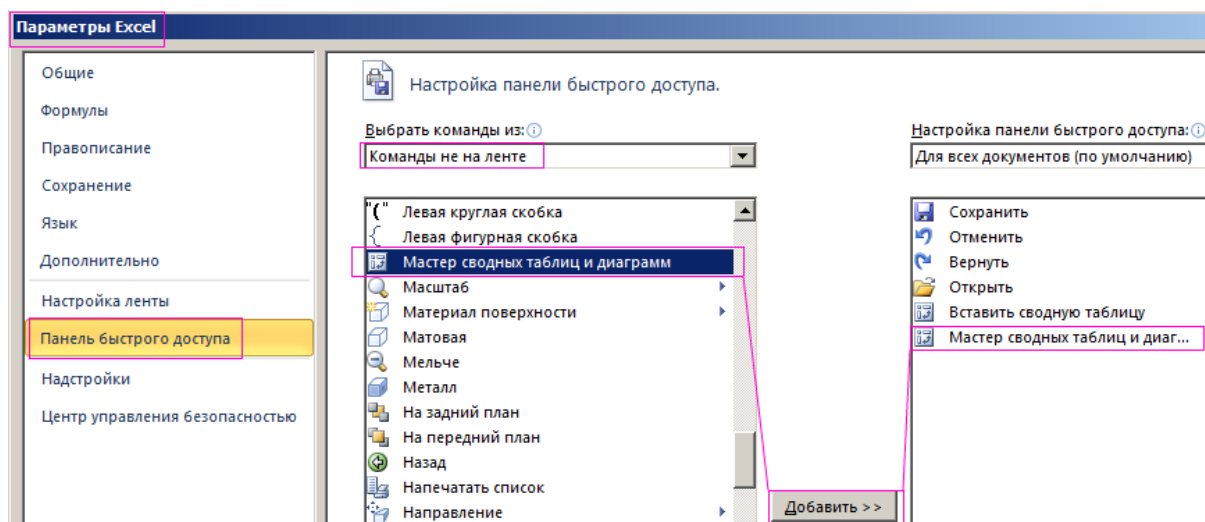 Параметры Excel
Общие
Формулы
Правописание
Сохранение
Язык
Дополнительно
Настройка ленты
Панель быстрого доступа
Надстройки
Центр управления безопасностью
Настройка панели быстрого доступа.
Выбрать команды из:
Команды не на ленте
"(" Левая круглая скобка
{ Левая фигурная скобка
Мастер сводных таблиц и диаграмм
Масштаб
Материал поверхности
Матовая
Мельче
Металл
На задний план
На передний план
Назад
Напечатать список
Направление
Добавить >>
Настройка панели быстрого доступа:
Для всех документов (по умолчанию)
Сохранить
Отменить
Вернуть
Открыть
Вставить сводную таблицу
Мастер сводных таблиц и диаг...